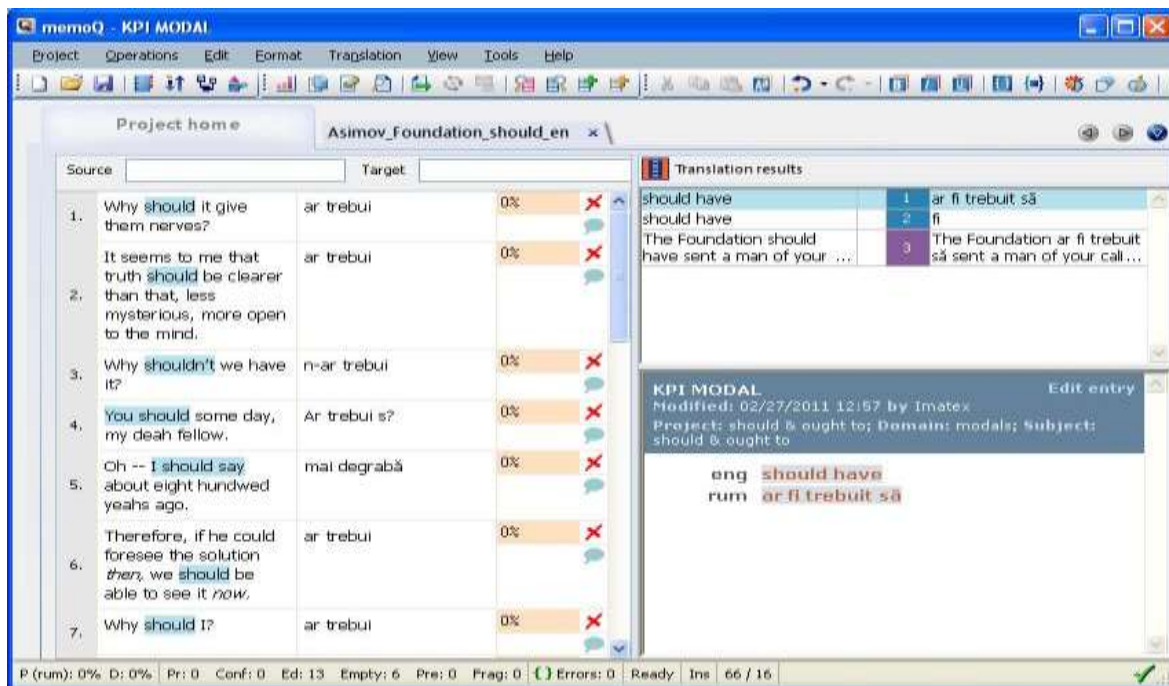 memoQ - KPI MODAL
Project Operations Edit Format Translation View Tools Help
Project home
Asimov_Foundation_should_en
Source Target
1. Why should it give ar trebui 0%
them nerves?
2. It seems to me that ar trebui 0%
truth should be clearer
than that, less
mysterious, more open
to the mind.
3. Why shouldn't we have n-ar trebui 0%
it?
4. You should some day, Ar trebui s? 0%
my deah fellow.
5. Oh -- I should say mai degrabă 0%
about eight hundwed
yeahs ago.
6. Therefore, if he could ar trebui 0%
foresee the solution
then, we should be
able to see it now.
7. Why should I? ar trebui 0%
Translation results
should have 1 ar fi trebuit să
should have 2 fi
The Foundation should 3 The Foundation ar fi trebuit
have sent a man of your ... să sent a man of your cali...
KPI MODAL Edit entry
Modified: 02/27/2011 12:57 by Imatex
Project: should & ought to; Domain: modals; Subject:
should & ought to
eng should have
rum ar fi trebuit să
P (rum): 0% D: 0% Pr: 0 Conf: 0 Ed: 13 Empty: 6 Pre: 0 Frag: 0 {} Errors: 0 Ready Ins 66 / 16